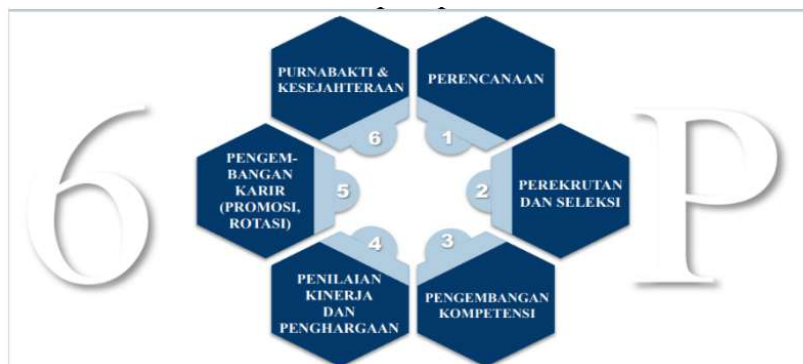 6
P
PERENCANAAN
1
PEREKRUTAN
DAN SELEKSI
2
PENGEMBANGAN
KOMPETENSI
3
PENILAIAN
KINERJA
DAN
PENGHARGAAN
4
PENGEM-
BANGAN
KARIR
(PROMOSI,
ROTASI)
5
PURNABAKTI &
KESEJAHTERAAN
6